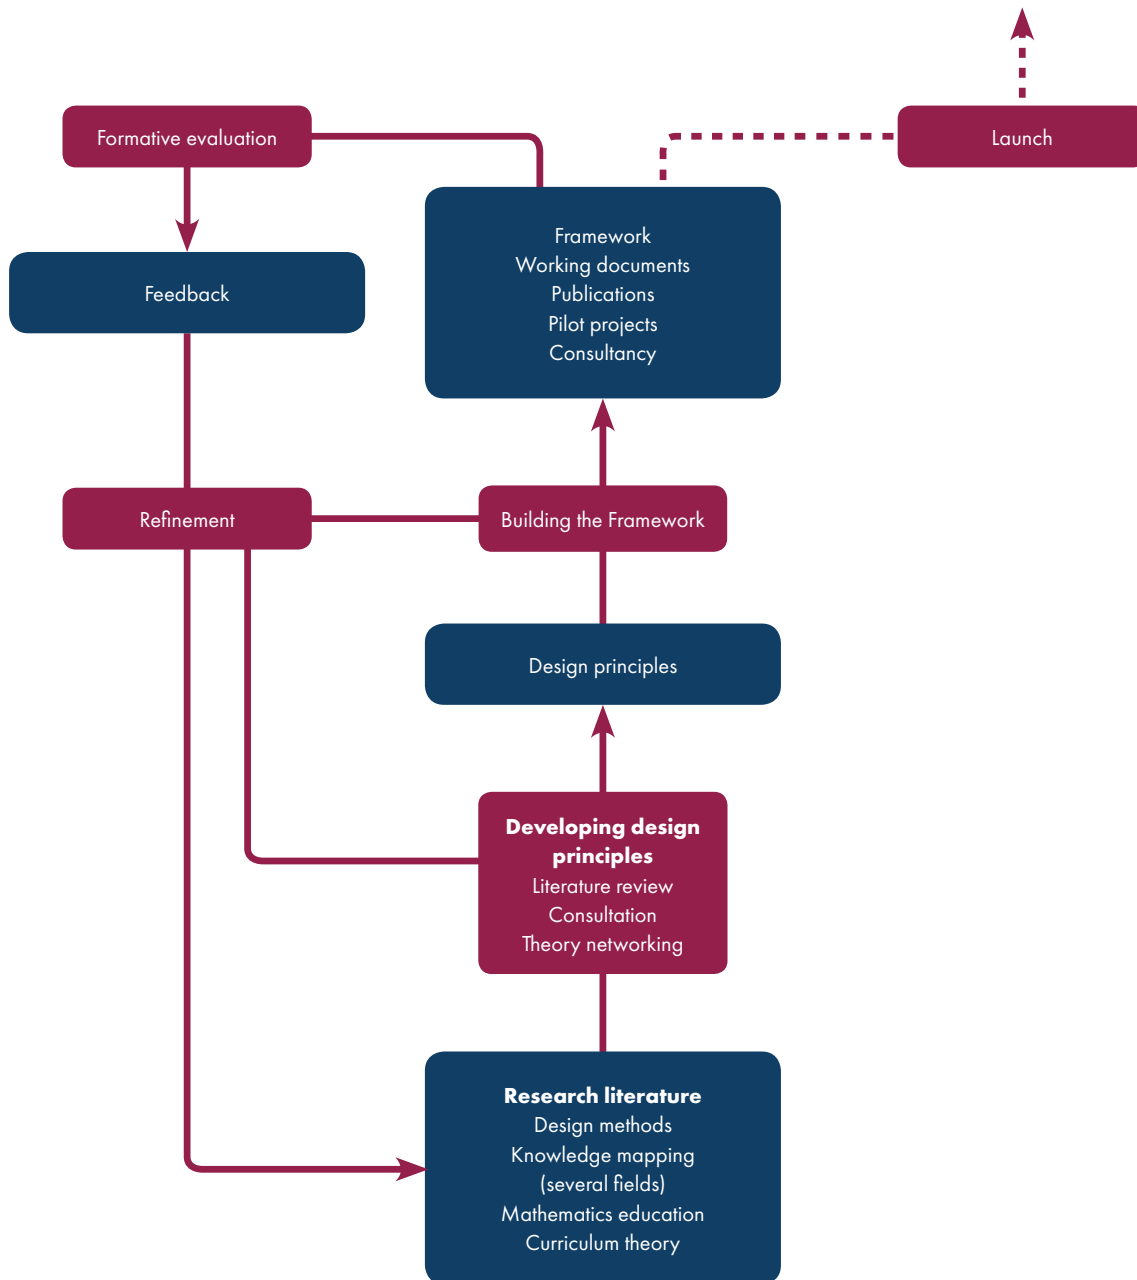 Formative evaluation
Launch
Framework
Working documents
Publications
Pilot projects
Consultancy
Feedback
Refinement
Building the Framework
Design principles
Developing design
principles
Literature review
Consultation
Theory networking
Research literature
Design methods
Knowledge mapping
(several fields)
Mathematics education
Curriculum theory